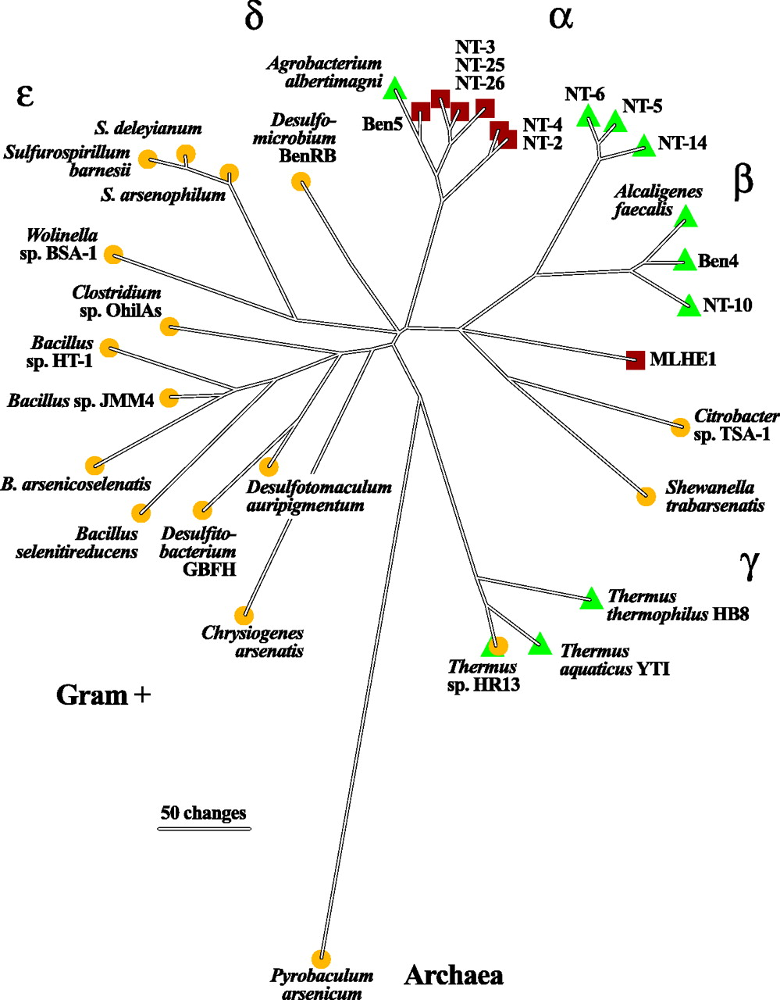 δ
α
ε
Agrobacterium
albertimagni
NT-3
NT-25
NT-26
NT-6
NT-5
NT-14
Ben5
NT-4
NT-2
Desulfo-
microbium
BenRB
S. deleyianum
Sulfurospirillum
barnesii
S. arsenophilum
β
Alcaligenes
faecalis
Ben4
NT-10
Wolinella
sp. BSA-1
Clostridium
sp. OhilAs
Bacillus
sp. HT-1
Bacillus sp. JMM4
MLHE1
Citrobacter
sp. TSA-1
B. arsenicoselenatis
Desulfotomaculum
auripigmentum
Shewanella
trabarsenatis
Bacillus
selenitireducens
Desulfito-
bacterium
GBFH
γ
Thermus
thermophilus HB8
Chrysiogenes
arsenatis
Thermus
aquaticus YTI
Thermus
sp. HR13
Gram +
50 changes
Pyrobaculum
arsenicum
Archaea